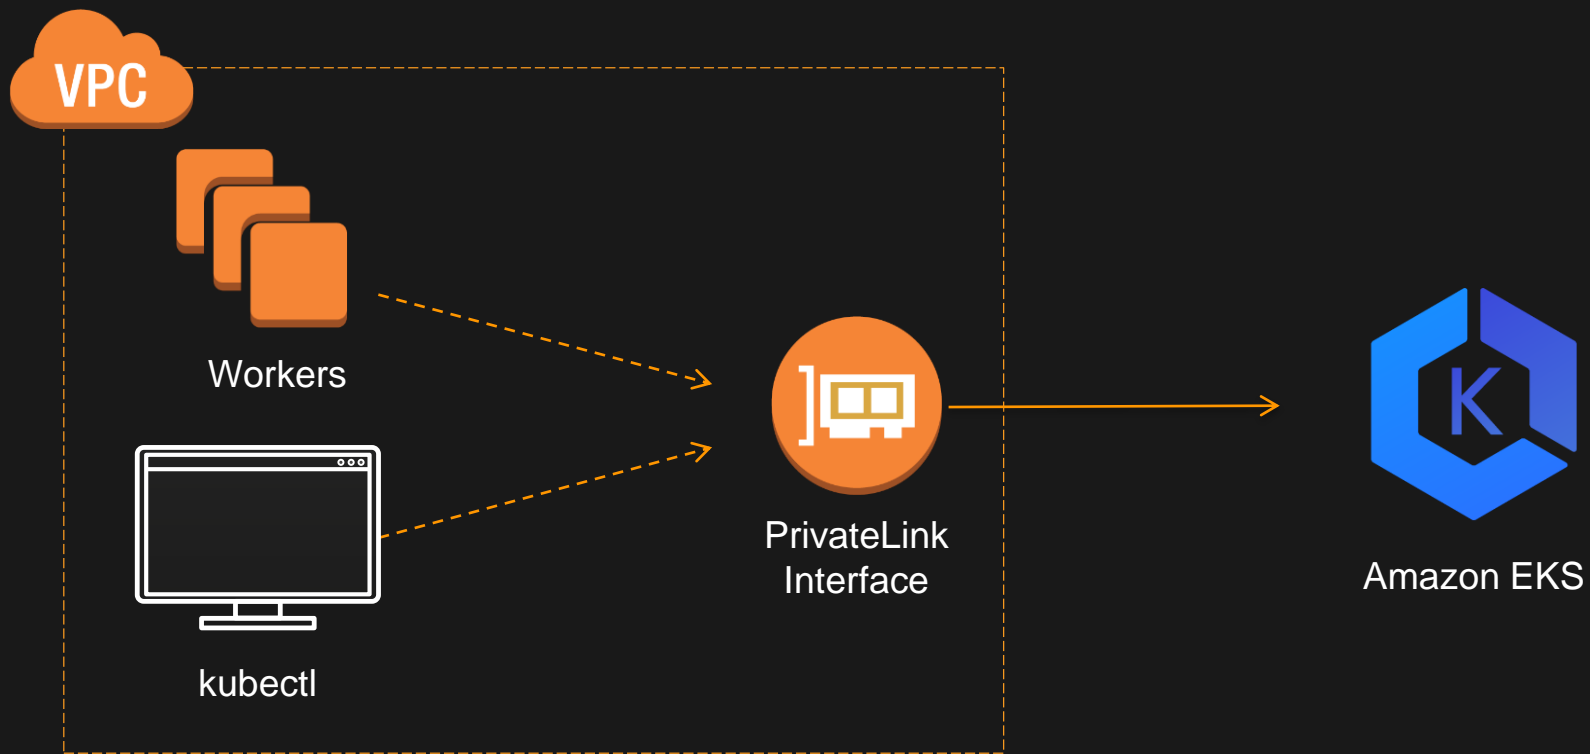 VPC
Workers
kubectl
PrivateLink
Interface
K
Amazon EKS